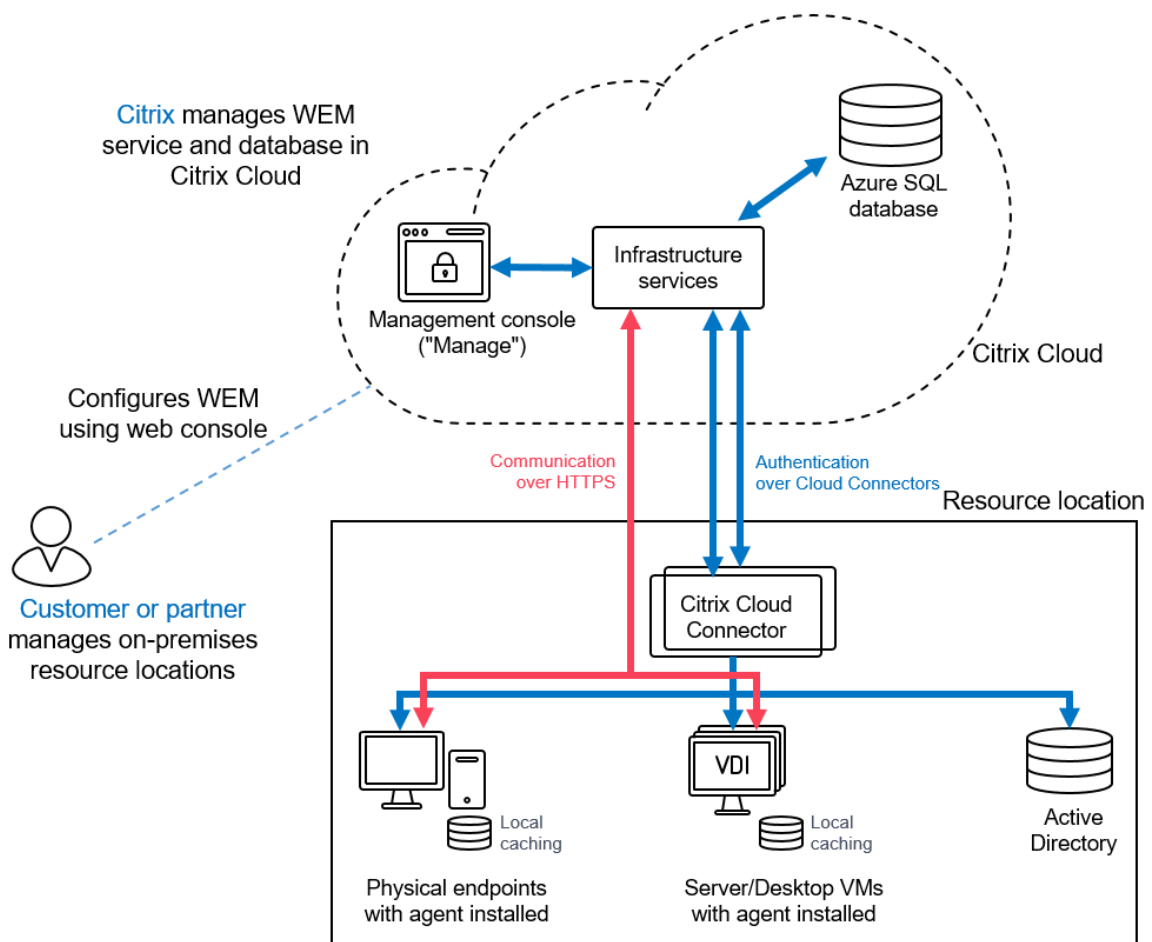 Citrix manages WEM
service and database in
Citrix Cloud
Azure SQL
database
Infrastructure
services
Management console
("Manage")
Citrix Cloud
Configures WEM
using web console
Communication
over HTTPS
Authentication
over Cloud Connectors
Resource location
Customer or partner
manages on-premises
resource locations
Citrix Cloud
Connector
VDI
Local
caching
Local
caching
Active
Directory
Physical endpoints
with agent installed
Server/Desktop VMs
with agent installed